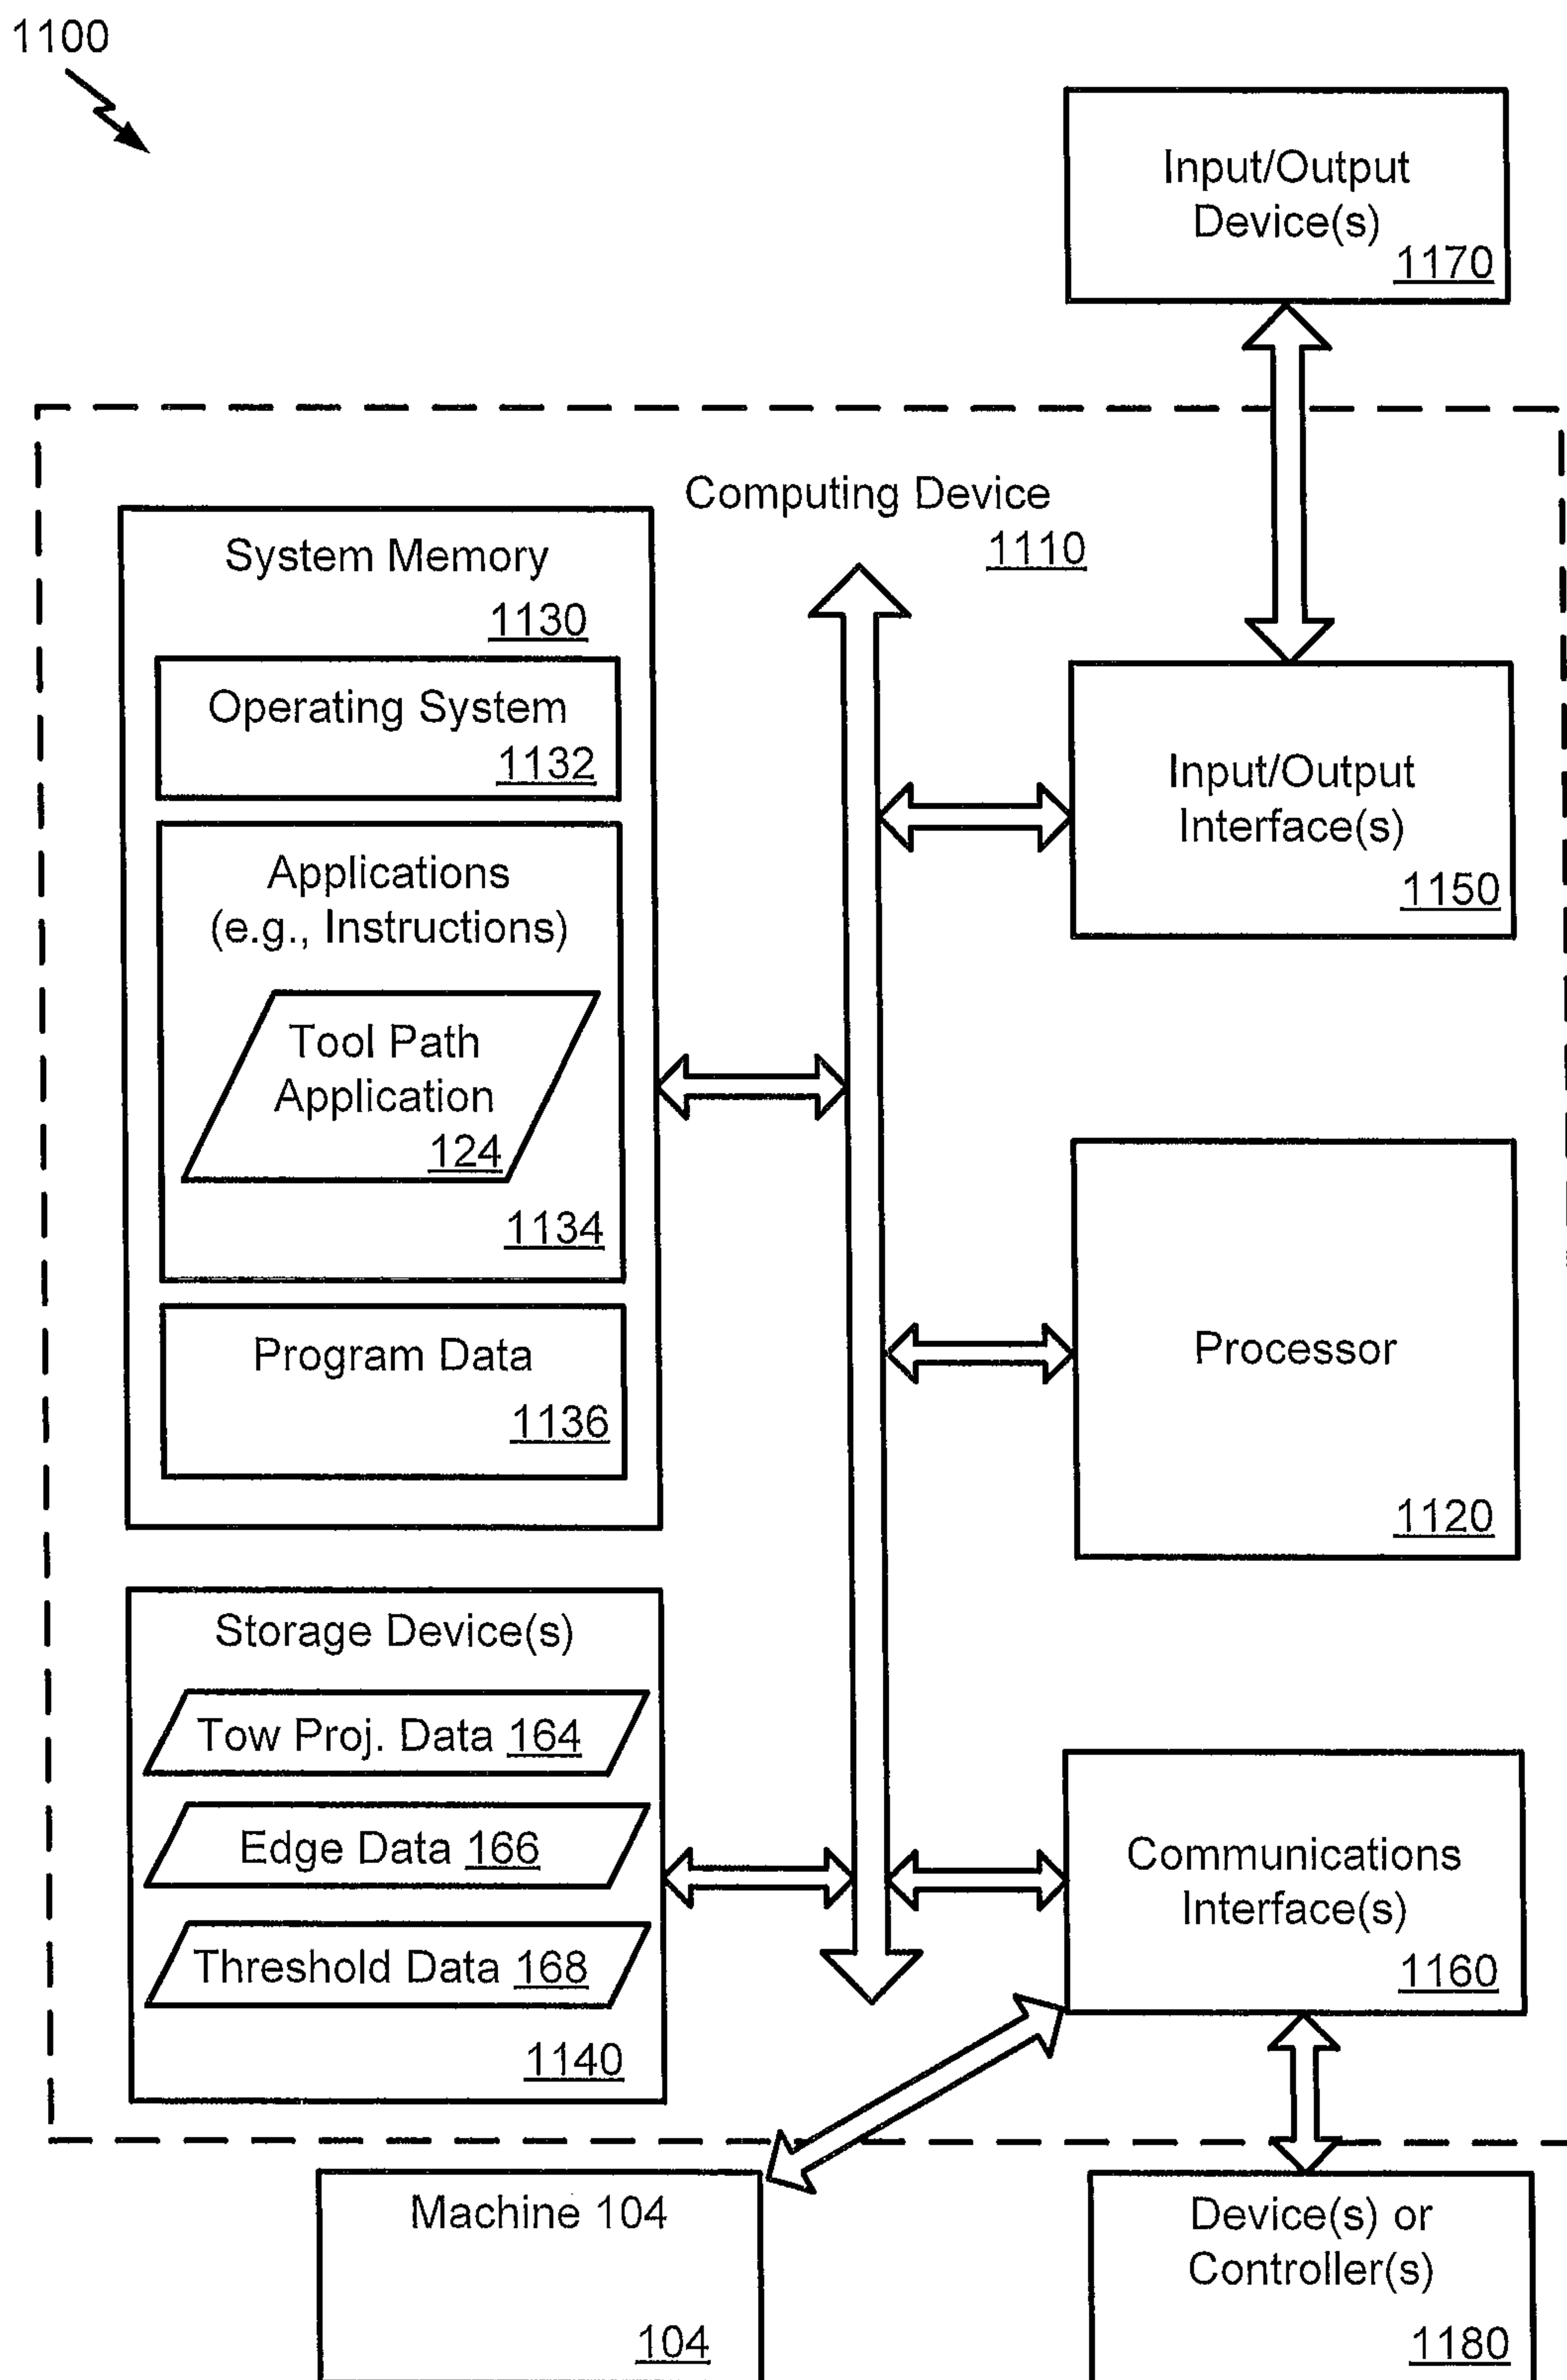 1100
Input/Output
Device(s)
1170
Computing Device
1110
System Memory
1130
Operating System
1132
Applications
(e.g., Instructions)
Tool Path
Application
124
1134
Program Data
1136
Input/Output
Interface(s)
1150
Processor
1120
Storage Device(s)
Tow Proj. Data 164
Edge Data 166
Threshold Data 168
1140
Communications
Interface(s)
1160
Machine 104
104
Device(s) or
Controller(s)
1180